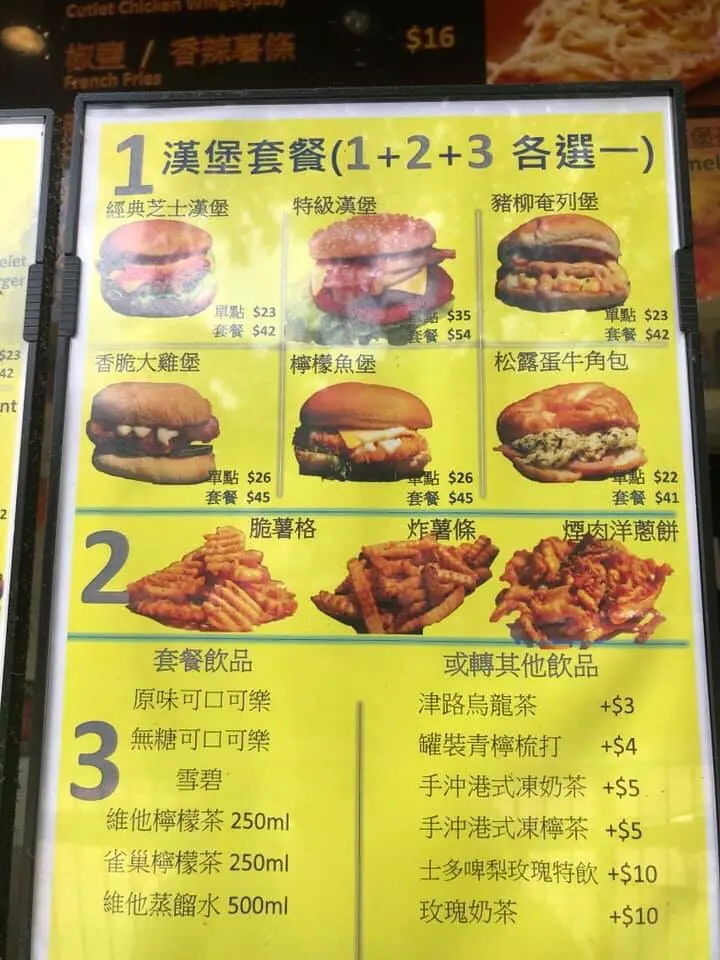 Cutlet Chicken Wings(5pcs)
椒鹽 / 香辣薯條 $16
French Fries
1 漢堡套餐(1+2+3 各選一)
經典芝士漢堡
單點 $23
套餐 $42
特級漢堡
單點 $35
套餐 $54
豬柳奄列堡
單點 $23
套餐 $42
香脆大雞堡
單點 $26
套餐 $45
檸檬魚堡
單點 $26
套餐 $45
松露蛋牛角包
單點 $22
套餐 $41
2
脆薯格
炸薯條
煙肉洋蔥餅
3
套餐飲品
原味可口可樂
無糖可口可樂
雪碧
維他檸檬茶 250ml
雀巢檸檬茶 250ml
維他蒸餾水 500ml
或轉其他飲品
津路烏龍茶 +$3
罐裝青檸梳打 +$4
手沖港式凍奶茶 +$5
手沖港式凍檸茶 +$5
士多啤梨玫瑰特飲 +$10
玫瑰奶茶 +$10